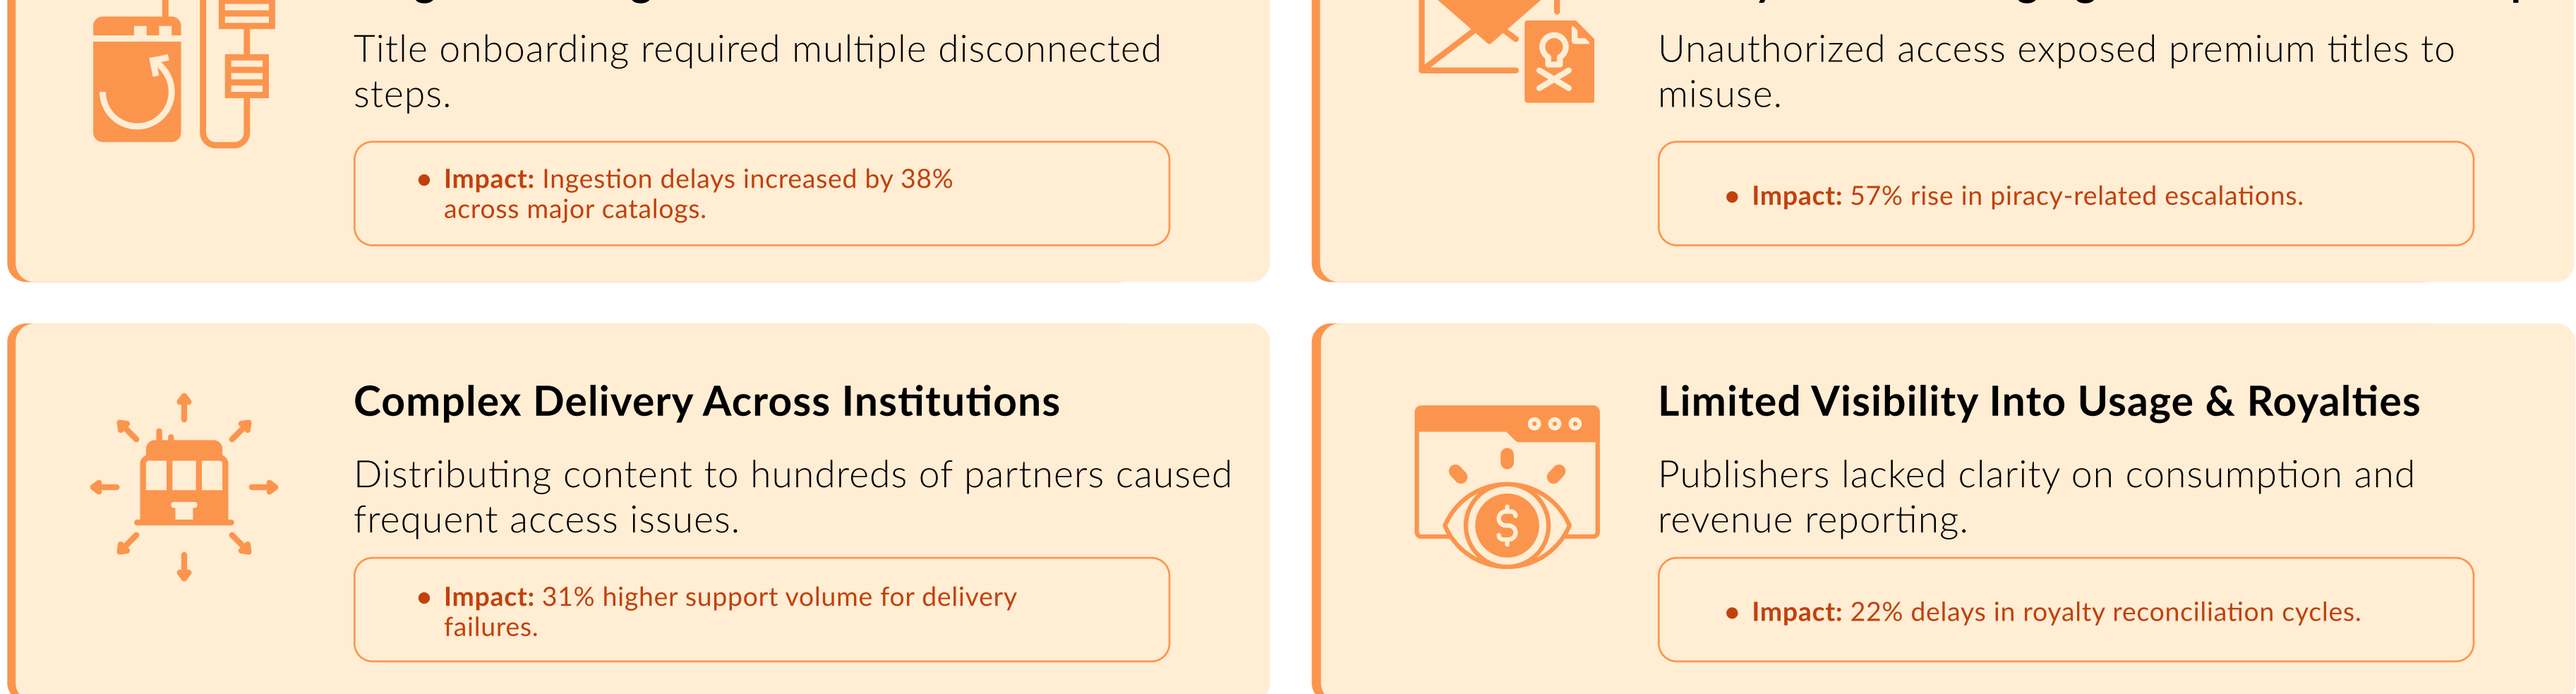 Title onboarding required multiple disconnected
steps.
• Impact: Ingestion delays increased by 38%
across major catalogs.
Unauthorized access exposed premium titles to
misuse.
• Impact: 57% rise in piracy-related escalations.
Complex Delivery Across Institutions
Distributing content to hundreds of partners caused
frequent access issues.
• Impact: 31% higher support volume for delivery
failures.
Limited Visibility Into Usage & Royalties
Publishers lacked clarity on consumption and
revenue reporting.
• Impact: 22% delays in royalty reconciliation cycles.